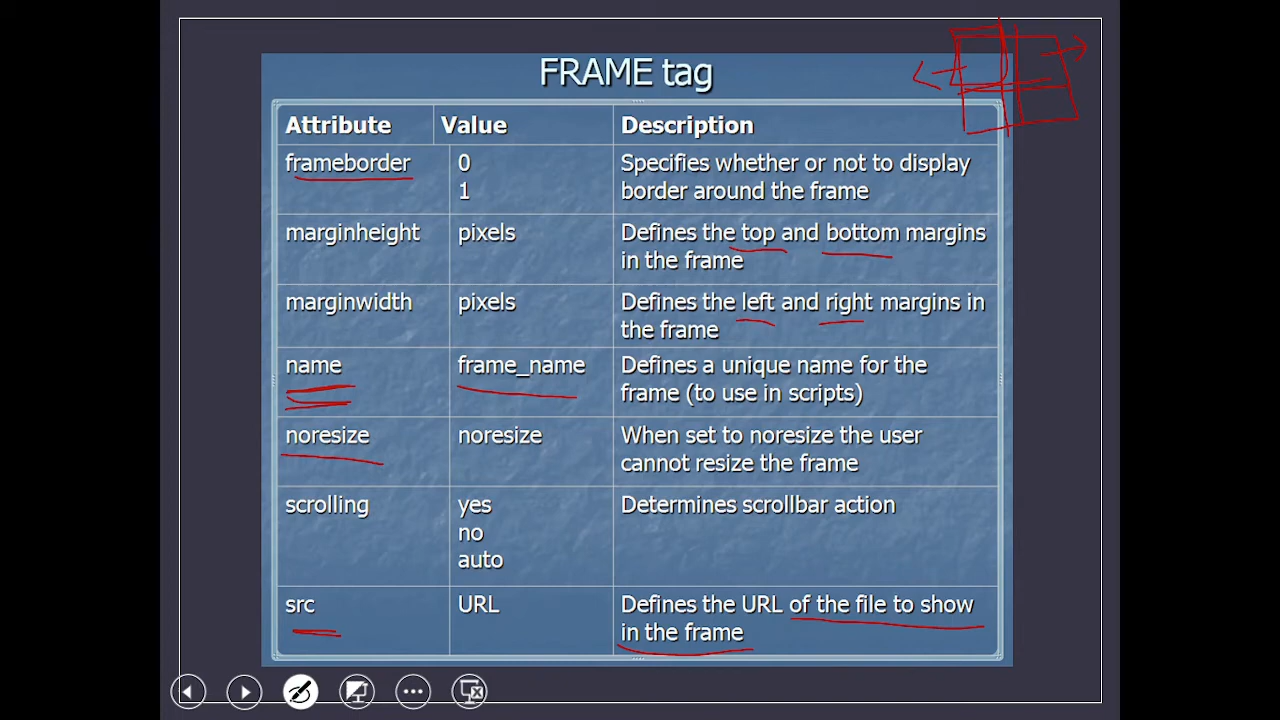 FRAME tag
Attribute Value Description
frameborder 0 Specifies whether or not to display
1 border around the frame
marginheight pixels Defines the top and bottom margins
in the frame
marginwidth pixels Defines the left and right margins in
the frame
name frame_name Defines a unique name for the
frame (to use in scripts)
noresize noresize When set to noresize the user
cannot resize the frame
scrolling yes Determines scrollbar action
no
auto
src URL Defines the URL of the file to show
in the frame